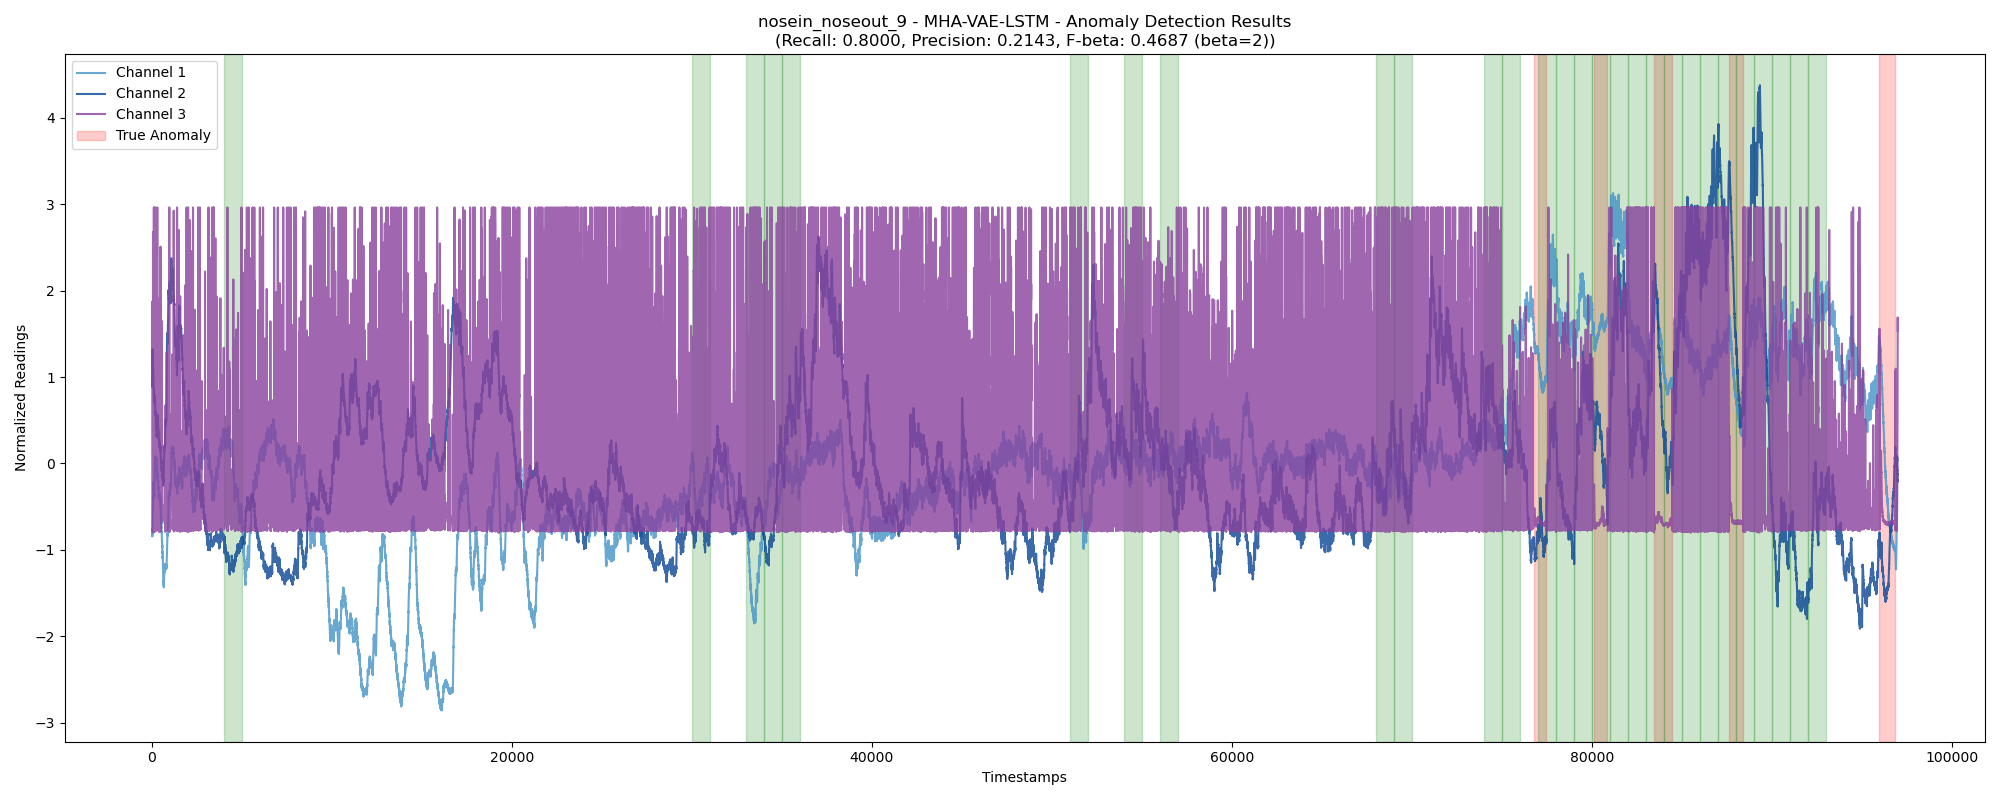 nosein_noseout_9 - MHA-VAE-LSTM - Anomaly Detection Results
(Recall: 0.8000, Precision: 0.2143, F-beta: 0.4687 (beta=2))
Channel 1
Channel 2
Channel 3
True Anomaly
Normalized Readings
4
3
2
1
0
−1
−2
−3
0 20000 40000 60000 80000 100000
Timestamps